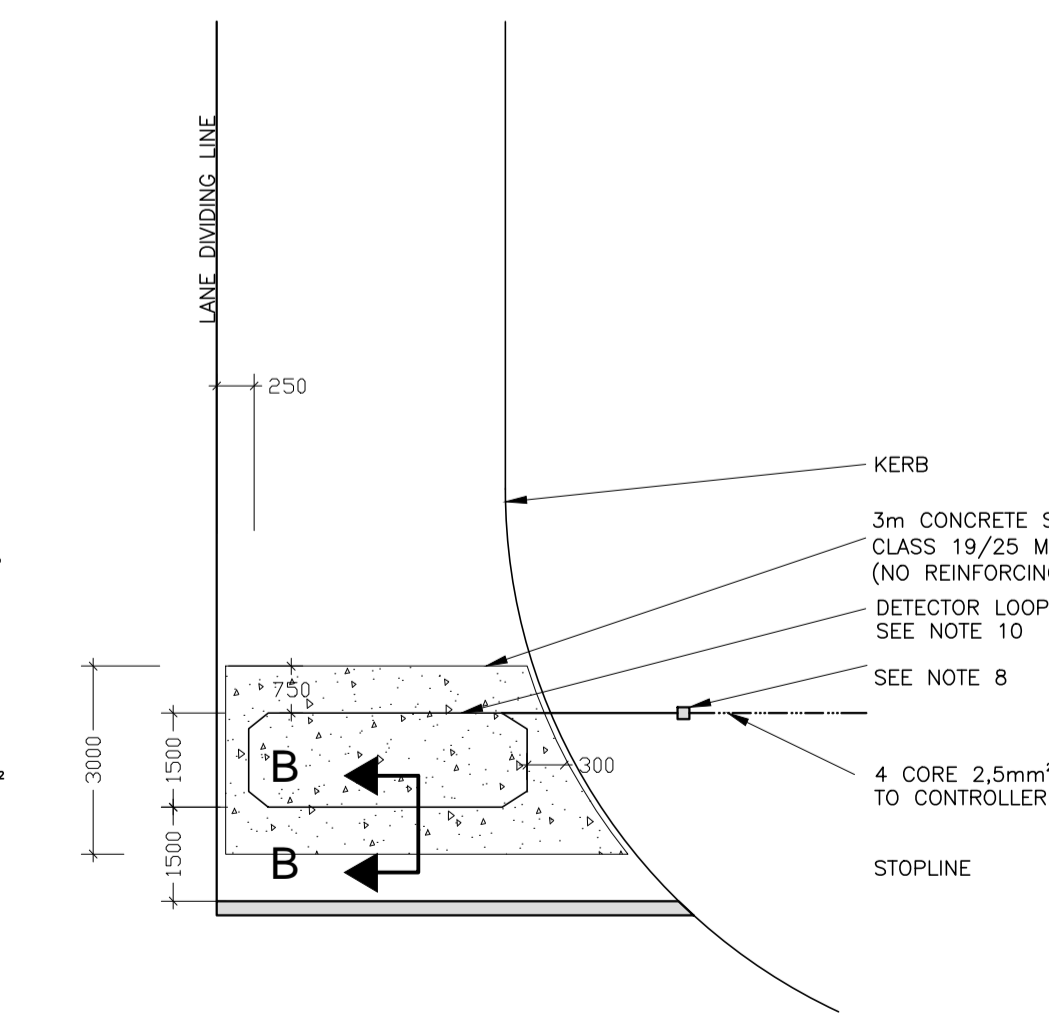 LANE DIVIDING LINE
250
KERB
3m CONCRETE S
CLASS 19/25 M
(NO REINFORCING
DETECTOR LOOP
SEE NOTE 10
SEE NOTE 8
750
3000
1500
B
300
4 CORE 2,5mm²
TO CONTROLLER
1500
B
STOPLINE